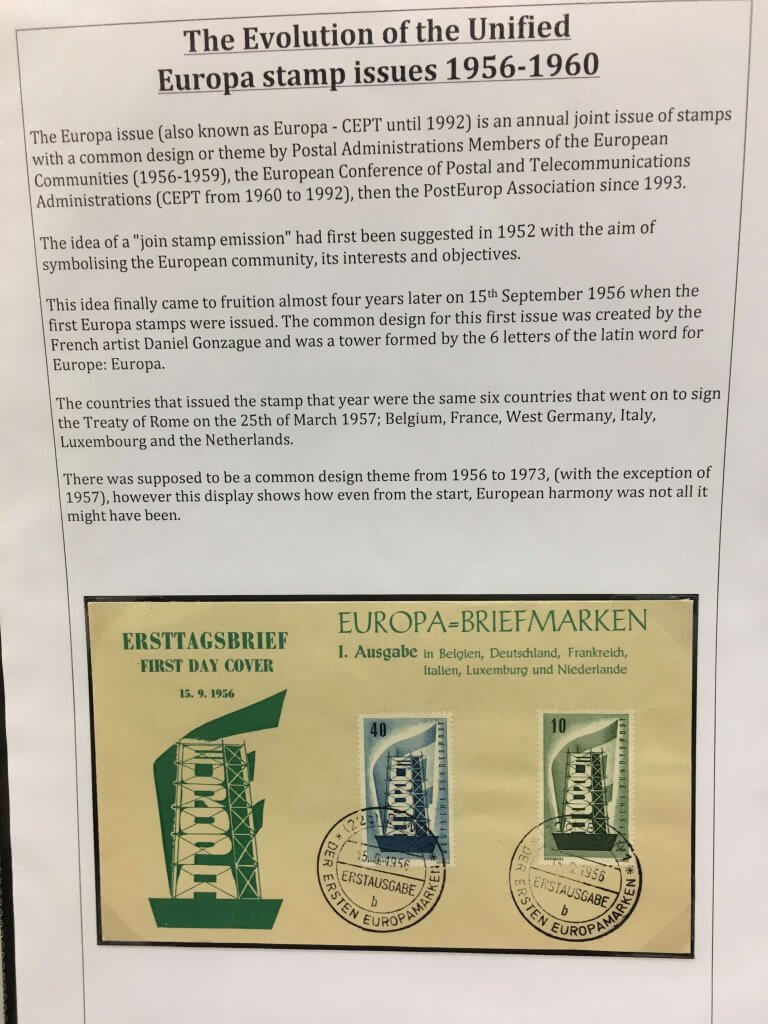 The Evolution of the Unified
Europa stamp issues 1956-1960
The Europa issue (also known as Europa - CEPT until 1992) is an annual joint issue of stamps
with a common design or theme by Postal Administrations Members of the European
Communities (1956-1959), the European Conference of Postal and Telecommunications
Administrations (CEPT from 1960 to 1992), then the PostEurop Association since 1993.
The idea of a "join stamp emission" had first been suggested in 1952 with the aim of
symbolising the European community, its interests and objectives.
This idea finally came to fruition almost four years later on 15th September 1956 when the
first Europa stamps were issued. The common design for this first issue was created by the
French artist Daniel Gonzague and was a tower formed by the 6 letters of the latin word for
Europe: Europa.
The countries that issued the stamp that year were the same six countries that went on to sign
the Treaty of Rome on the 25th of March 1957; Belgium, France, West Germany, Italy,
Luxembourg and the Netherlands.
There was supposed to be a common design theme from 1956 to 1973, (with the exception of
1957), however this display shows how even from the start, European harmony was not all it
might have been.
ERSTTAGSBRIEF
FIRST DAY COVER
15. 9. 1956
EUROPA=BRIEFMARKEN
I. Ausgabe in Belgien, Deutschland, Frankreich,
Italien, Luxemburg und Niederlande
EUROPA
40
EUROPA
DEUTSCHE BUNDESPOST
10
EUROPA
DEUTSCHE BUNDESPOST
15.9.1956
ERSTAUSGABE
b
DER ERSTEN EUROPAMARKEN
15.9.1956
ERSTAUSGABE
b
DER ERSTEN EUROPAMARKEN